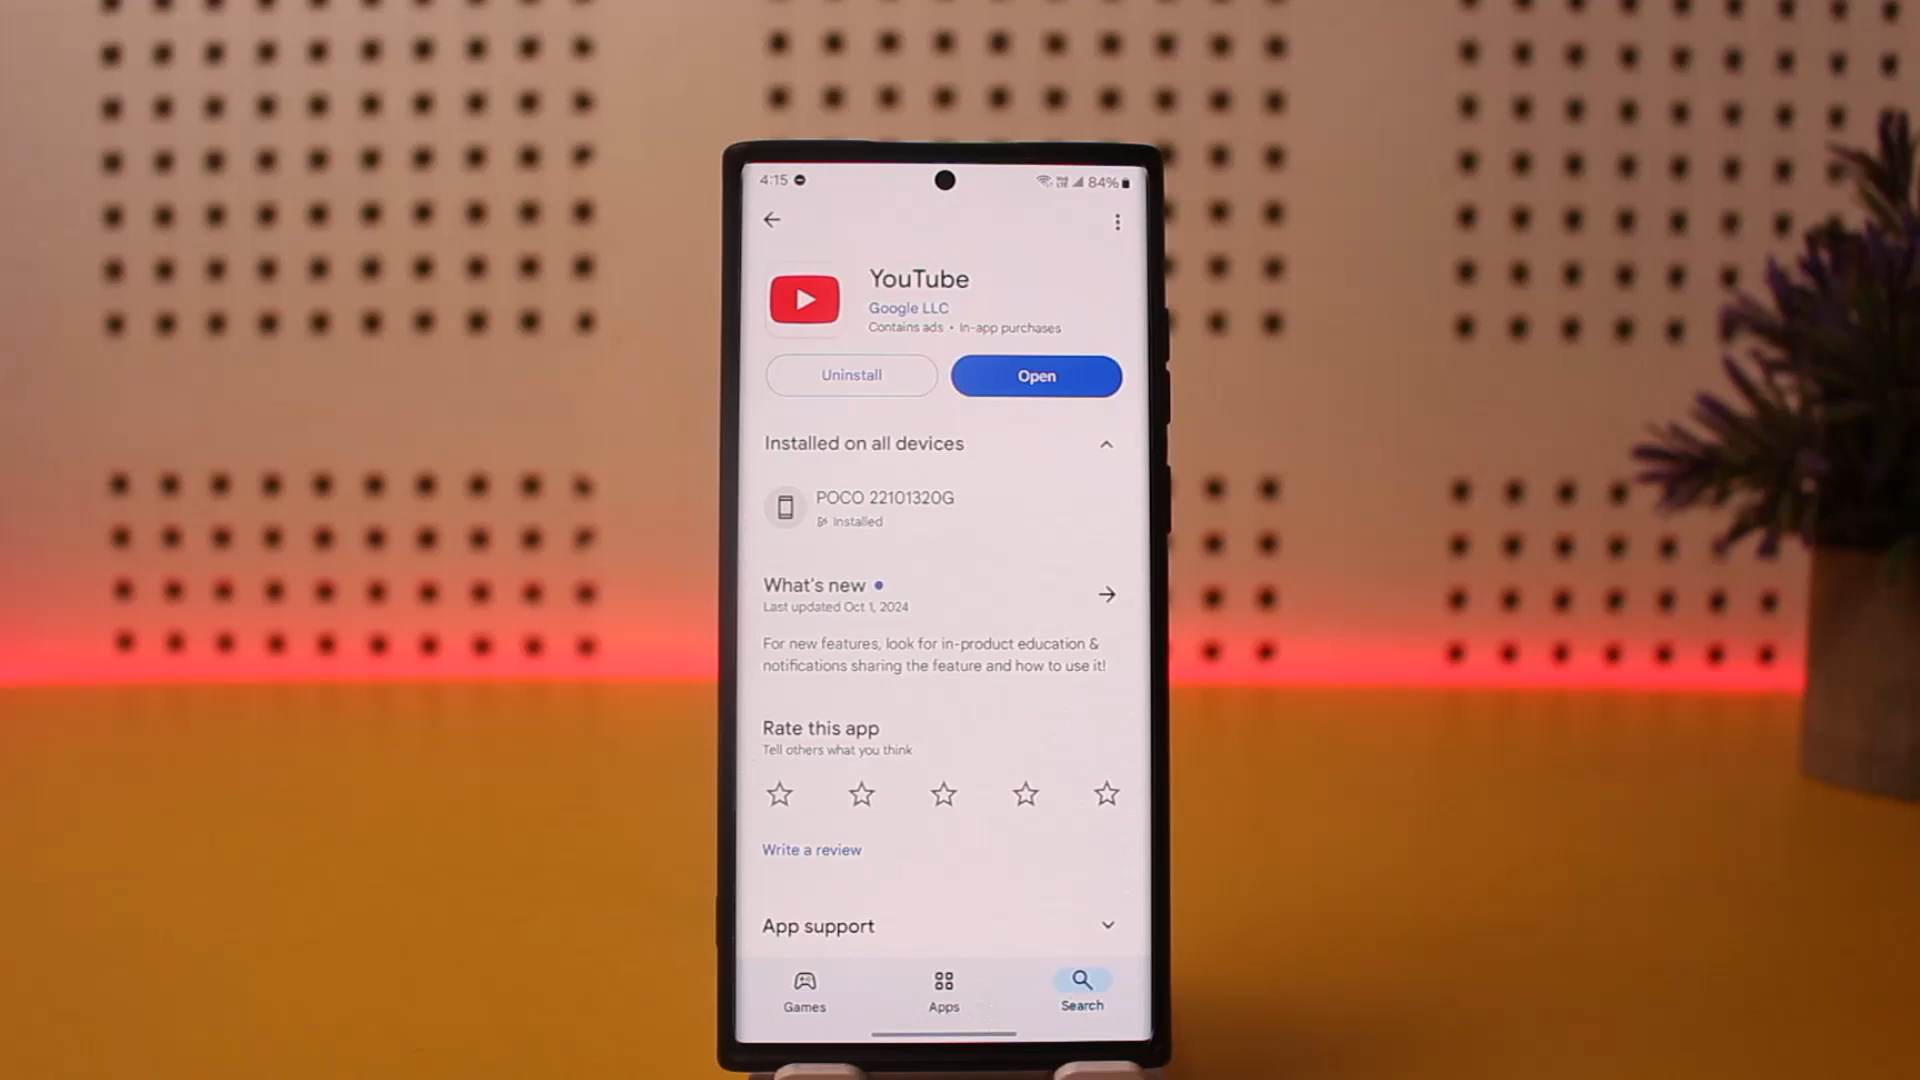 4:15
84%
YouTube
Google LLC
Contains ads • In-app purchases
Uninstall
Open
Installed on all devices
POCO 22101320G
Installed
What's new
Last updated Oct 1, 2024
For new features, look for in-product education &
notifications sharing the feature and how to use it!
Rate this app
Tell others what you think
Write a review
App support
Games
Apps
Search